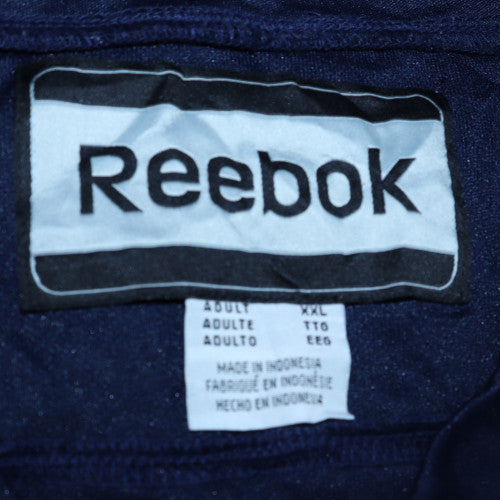 Reebok
ADULT XXL
ADULTE TTG
ADULTO EEG
MADE IN INDONESIA
FABRIQUÉ EN INDONÉSIE
HECHO EN INDONESIA